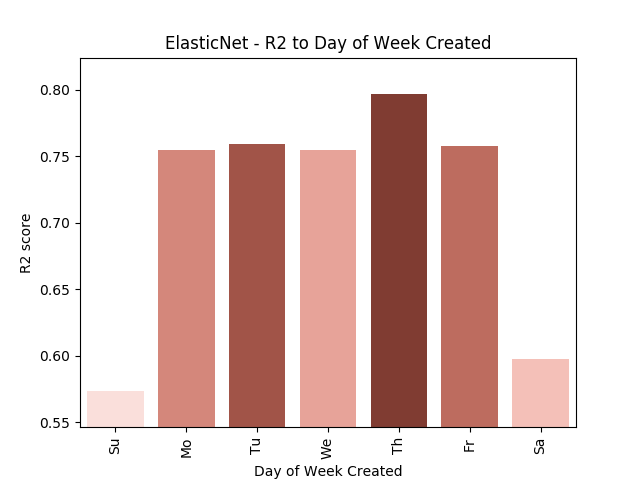 ElasticNet - R2 to Day of Week Created
R2 score
0.80
0.75
0.70
0.65
0.60
0.55
Su Mo Tu We Th Fr Sa
Day of Week Created